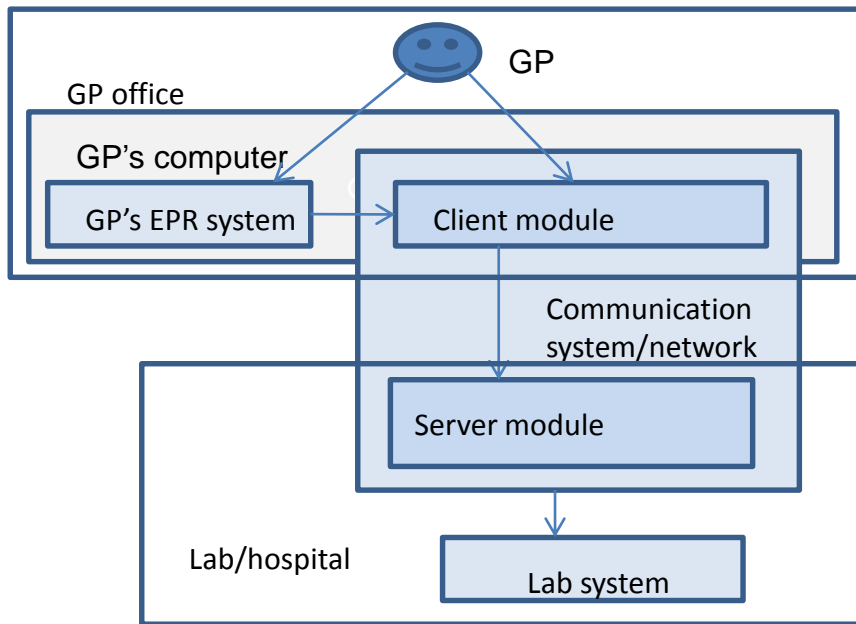 GP
GP office
GP's computer
GP's EPR system
Client module
Communication
system/network
Server module
Lab/hospital
Lab system